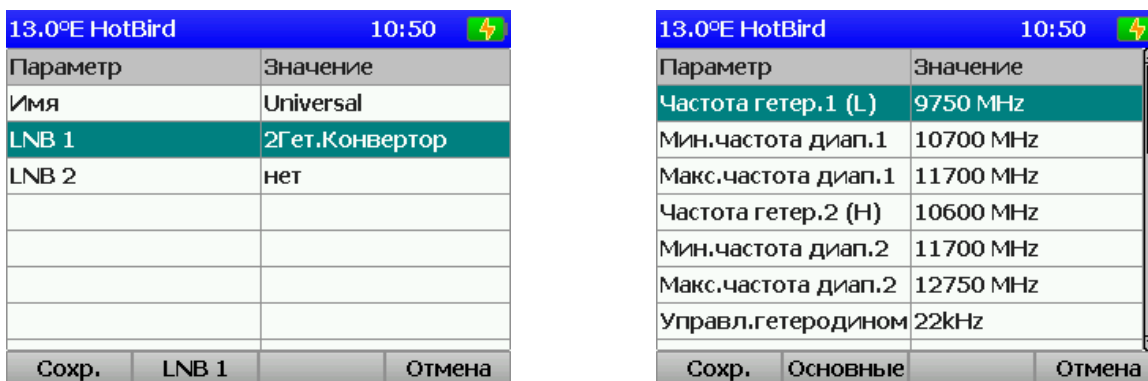 13.0ºE HotBird 10:50
Параметр Значение
Имя Universal
LNB 1 2Гет.Конвертор
LNB 2 нет
Сохр. LNB 1 Отмена
13.0ºE HotBird 10:50
Параметр Значение
Частота гетер.1 (L) 9750 MHz
Мин.частота диап.1 10700 MHz
Макс.частота диап.1 11700 MHz
Частота гетер.2 (H) 10600 MHz
Мин.частота диап.2 11700 MHz
Макс.частота диап.2 12750 MHz
Управл.гетеродином 22kHz
Сохр. Основные Отмена